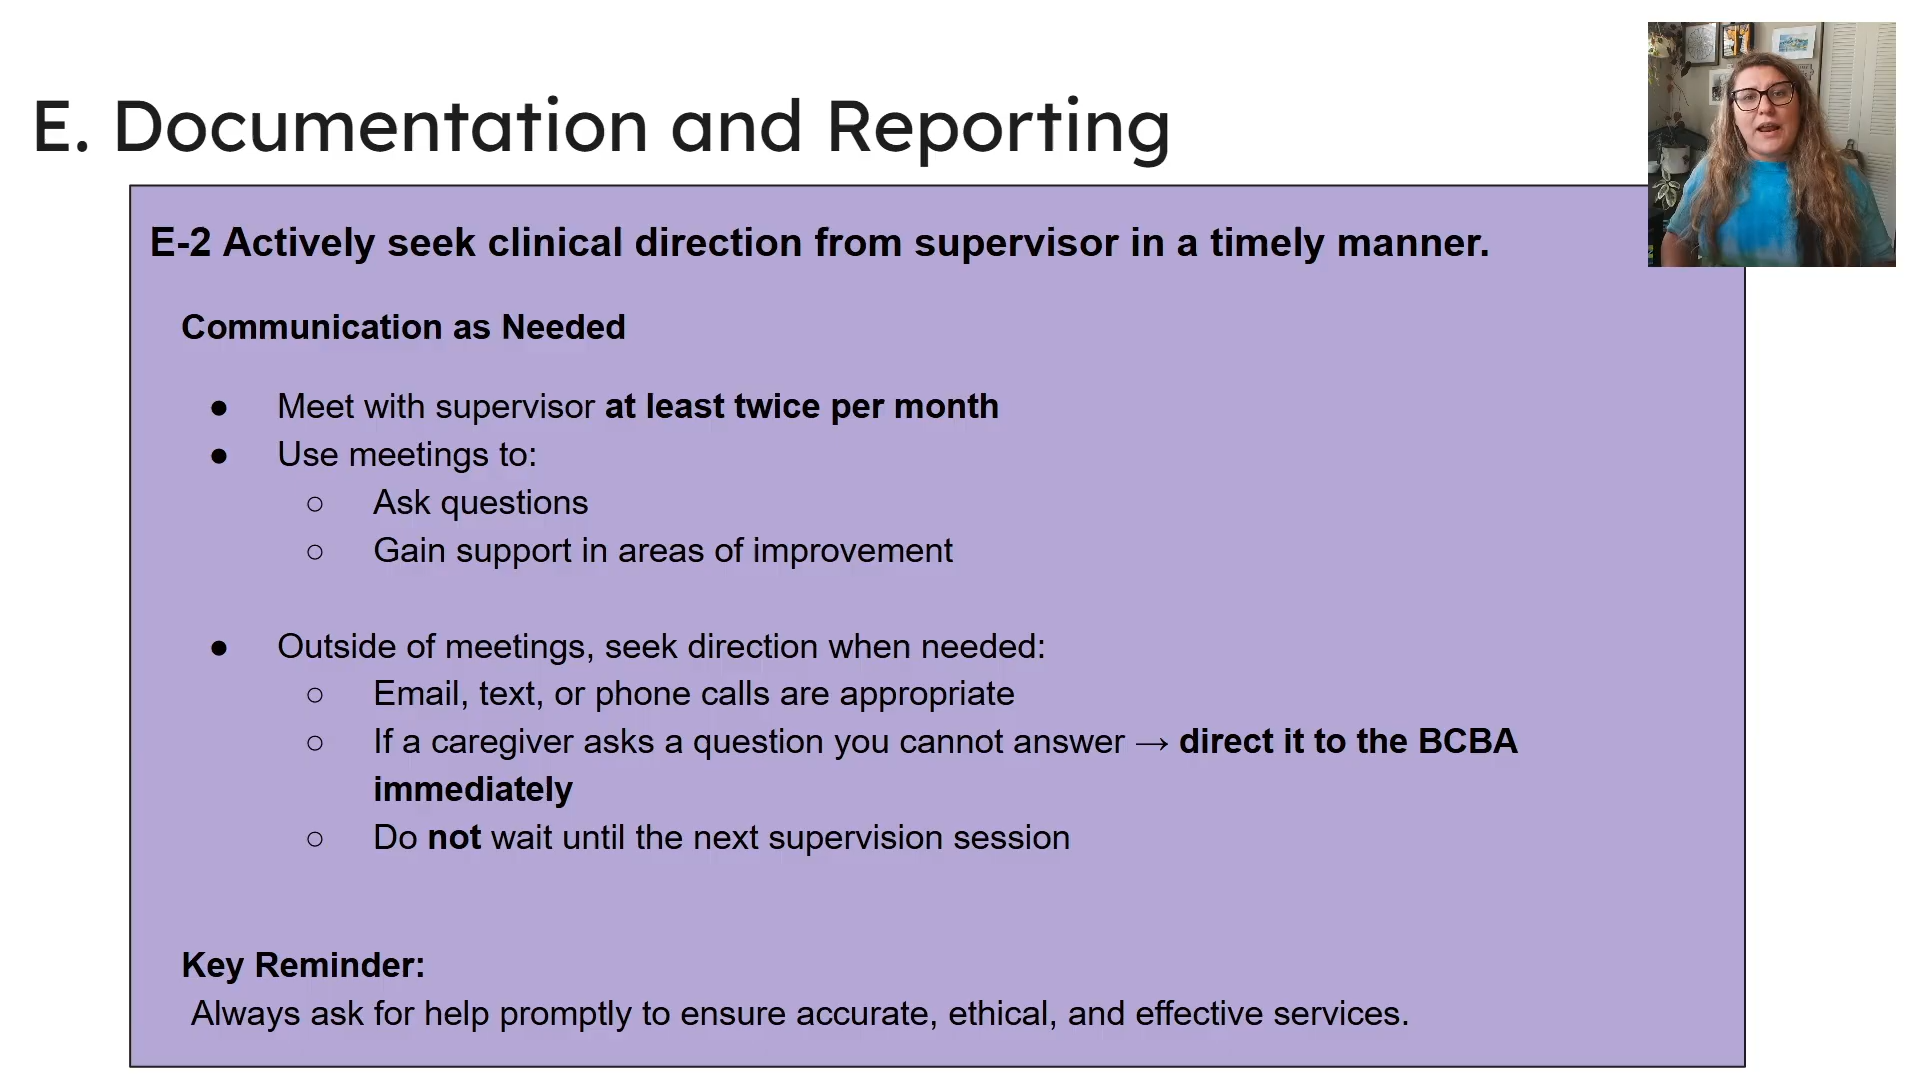 E. Documentation and Reporting
E-2 Actively seek clinical direction from supervisor in a timely manner.
Communication as Needed
● Meet with supervisor at least twice per month
● Use meetings to:
○ Ask questions
○ Gain support in areas of improvement
● Outside of meetings, seek direction when needed:
○ Email, text, or phone calls are appropriate
○ If a caregiver asks a question you cannot answer → direct it to the BCBA
immediately
○ Do not wait until the next supervision session
Key Reminder:
Always ask for help promptly to ensure accurate, ethical, and effective services.